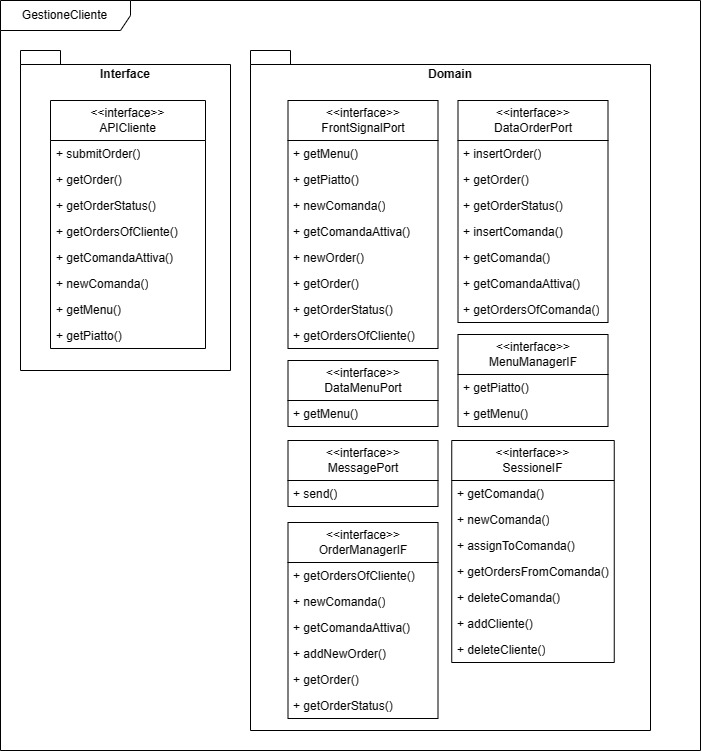 GestioneCliente
Interface
<<interface>>
APICliente
+ submitOrder()
+ getOrder()
+ getOrderStatus()
+ getOrdersOfCliente()
+ getComandaAttiva()
+ newComanda()
+ getMenu()
+ getPiatto()
Domain
<<interface>>
FrontSignalPort
+ getMenu()
+ getPiatto()
+ newComanda()
+ getComandaAttiva()
+ newOrder()
+ getOrder()
+ getOrderStatus()
+ getOrdersOfCliente()
<<interface>>
DataOrderPort
+ insertOrder()
+ getOrder()
+ getOrderStatus()
+ insertComanda()
+ getComanda()
+ getComandaAttiva()
+ getOrdersOfComanda()
<<interface>>
DataMenuPort
+ getMenu()
<<interface>>
MenuManagerIF
+ getPiatto()
+ getMenu()
<<interface>>
MessagePort
+ send()
<<interface>>
SessioneIF
+ getComanda()
+ newComanda()
+ assignToComanda()
+ getOrdersFromComanda()
+ deleteComanda()
+ addCliente()
+ deleteCliente()
<<interface>>
OrderManagerIF
+ getOrdersOfCliente()
+ newComanda()
+ getComandaAttiva()
+ addNewOrder()
+ getOrder()
+ getOrderStatus()